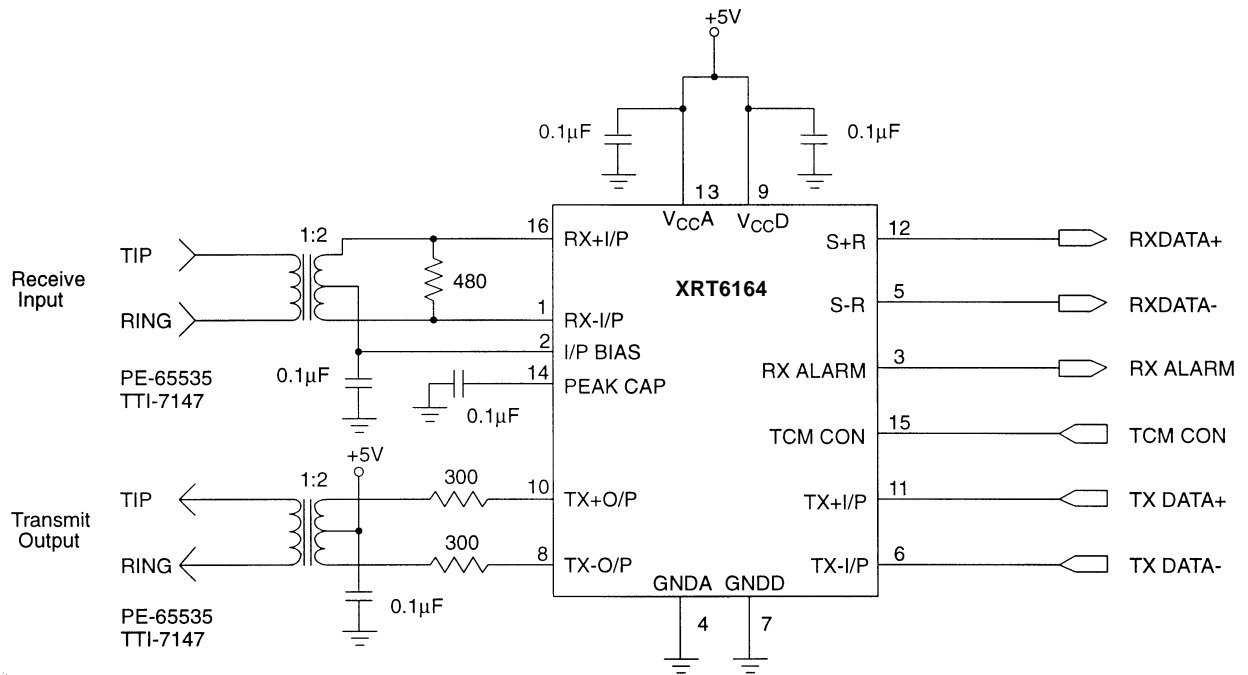 +5V
0.1µF
0.1µF
13
9
VCCA
VCCD
Receive
Input
TIP
RING
1:2
PE-65535
TTI-7147
480
0.1µF
0.1µF
16
RX+I/P
1
RX-I/P
2
I/P BIAS
14
PEAK CAP
XRT6164
S+R
12
RXDATA+
S-R
5
RXDATA-
RX ALARM
3
RX ALARM
TCM CON
15
TCM CON
TX+I/P
11
TX DATA+
TX-I/P
6
TX DATA-
Transmit
Output
TIP
RING
1:2
+5V
PE-65535
TTI-7147
300
300
0.1µF
10
TX+O/P
8
TX-O/P
GNDA
GNDD
4
7